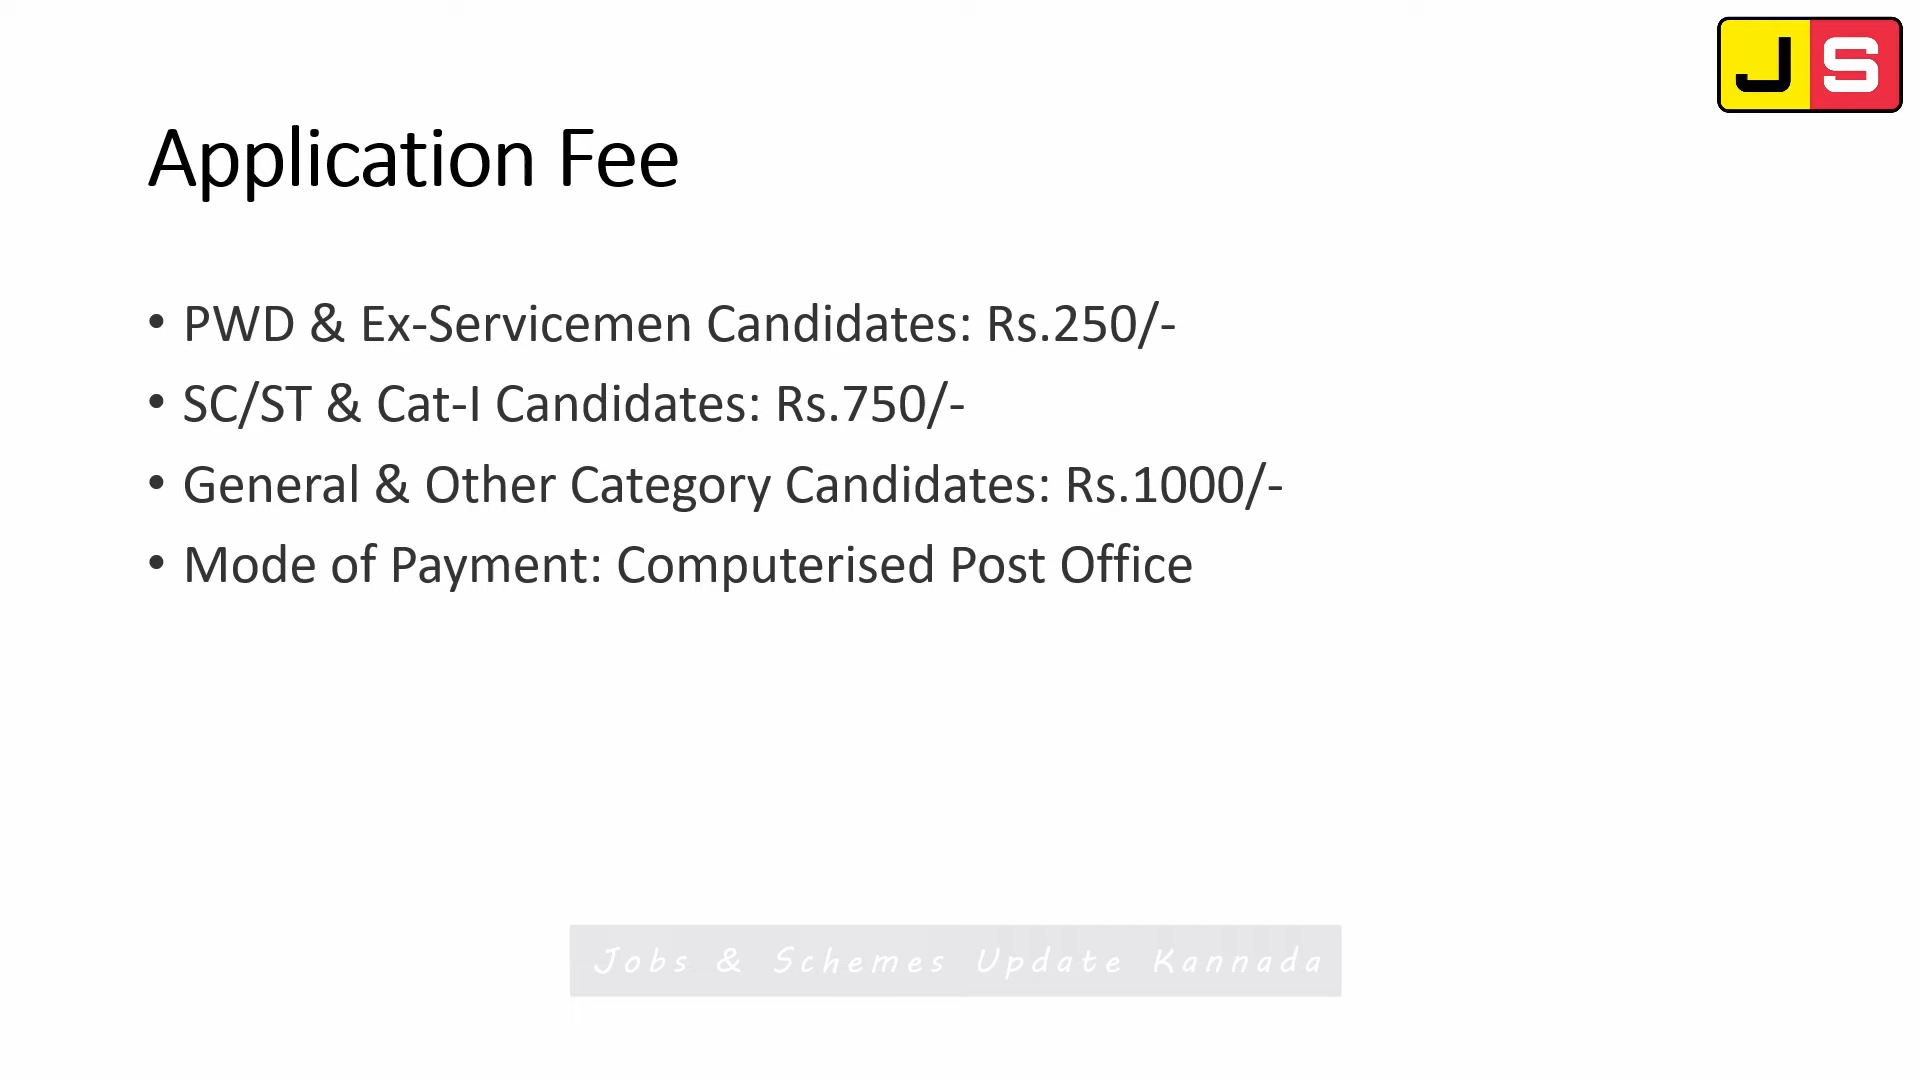 JS
Application Fee
• PWD & Ex-Servicemen Candidates: Rs.250/-
• SC/ST & Cat-I Candidates: Rs.750/-
• General & Other Category Candidates: Rs.1000/-
• Mode of Payment: Computerised Post Office
Jobs & Schemes Update Kannada